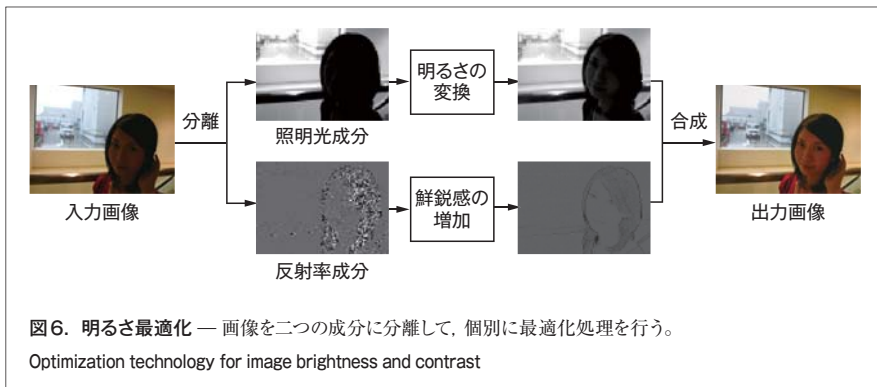 入力画像
分離
照明光成分
明るさの
変換
反射率成分
鮮鋭感の
増加
合成
出力画像
図6. 明るさ最適化 — 画像を二つの成分に分離して，個別に最適化処理を行う。
Optimization technology for image brightness and contrast